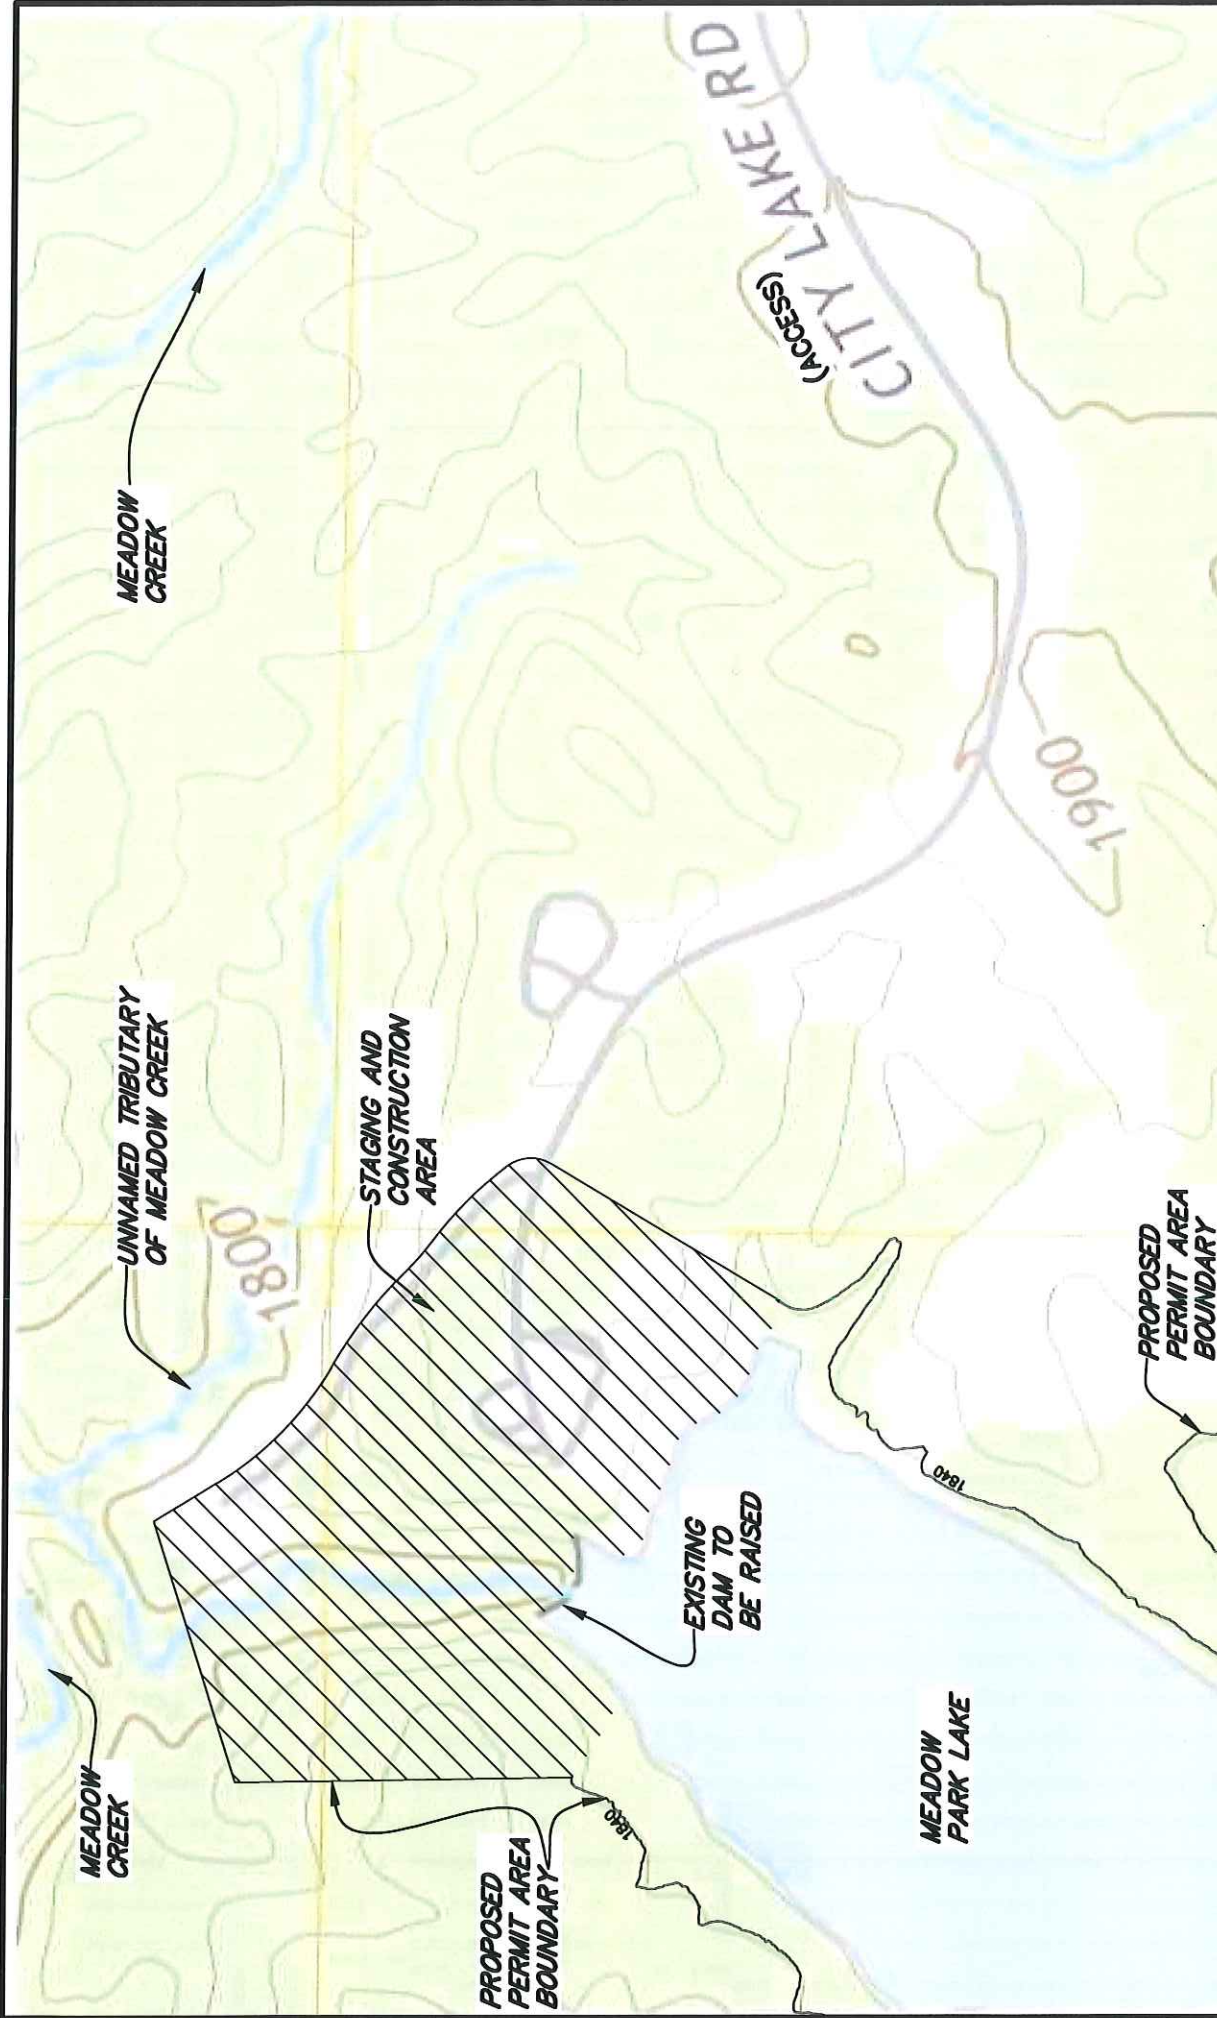 MEADOW
CREEK
UNNAMED TRIBUTARY
OF MEADOW CREEK
MEADOW
CREEK
1800
STAGING AND
CONSTRUCTION
AREA
PROPOSED
PERMIT AREA
BOUNDARY
1840
EXISTING
DAM TO
BE RAISED
(ACCESS)
CITY LAKE RD
MEADOW
PARK LAKE
1840
1900
PROPOSED
PERMIT AREA
BOUNDARY